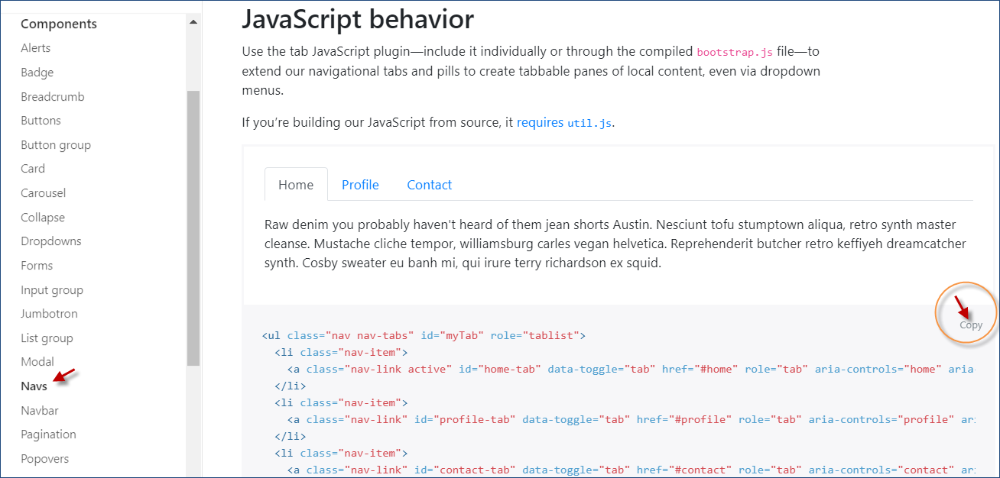 Components
Alerts
Badge
Breadcrumb
Buttons
Button group
Card
Carousel
Collapse
Dropdowns
Forms
Input group
Jumbotron
List group
Modal
Navs
Navbar
Pagination
Popovers
JavaScript behavior
Use the tab JavaScript plugin—include it individually or through the compiled bootstrap.js file—to
extend our navigational tabs and pills to create tabbable panes of local content, even via dropdown
menus.
If you’re building our JavaScript from source, it requires util.js.
Home Profile Contact
Raw denim you probably haven't heard of them jean shorts Austin. Nesciunt tofu stumptown aliqua, retro synth master
cleanse. Mustache cliche tempor, williamsburg carles vegan helvetica. Reprehenderit butcher retro keffiyeh dreamcatcher
synth. Cosby sweater eu banh mi, qui irure terry richardson ex squid.
Copy
<ul class="nav nav-tabs" id="myTab" role="tablist">
  <li class="nav-item">
    <a class="nav-link active" id="home-tab" data-toggle="tab" href="#home" role="tab" aria-controls="home" aria-
  </li>
  <li class="nav-item">
    <a class="nav-link" id="profile-tab" data-toggle="tab" href="#profile" role="tab" aria-controls="profile" ari
  </li>
  <li class="nav-item">
    <a class="nav-link" id="contact-tab" data-toggle="tab" href="#contact" role="tab" aria-controls="contact" ari